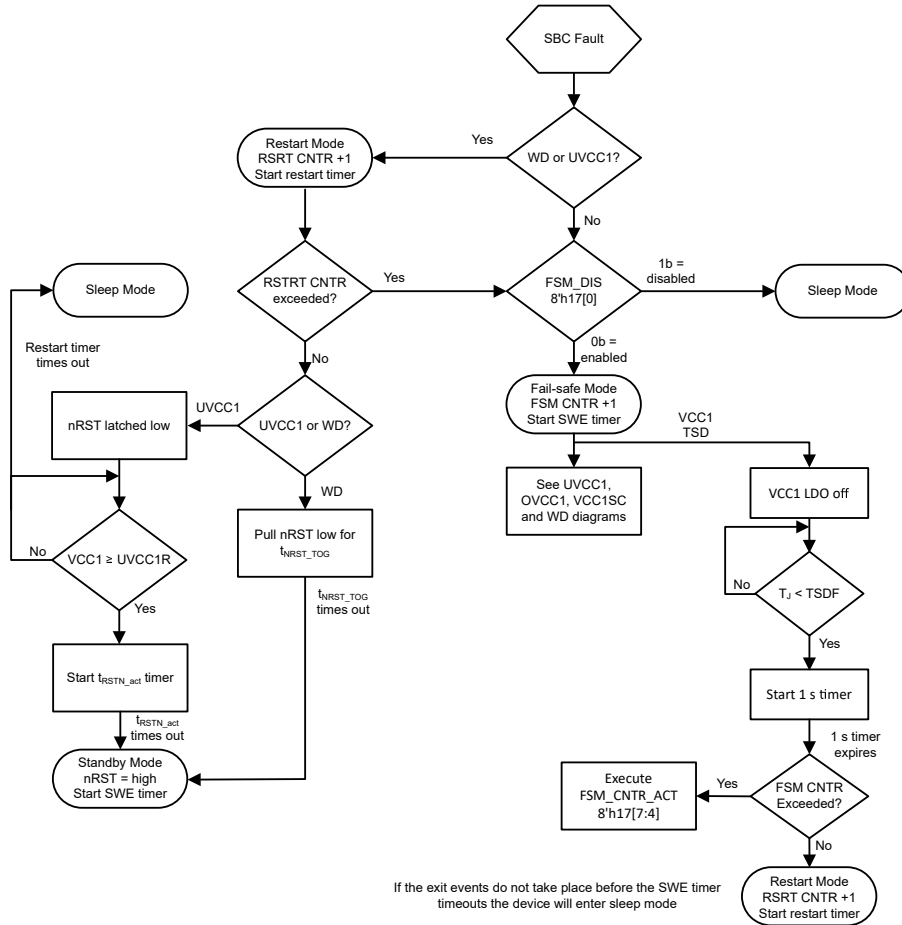 SBC Fault
WD or UVCC1?
Yes
No
Restart Mode
RSRT CNTR +1
Start restart timer
RSTRT CNTR
exceeded?
Yes
No
FSM_DIS
8'h17[0]
1b =
disabled
Sleep Mode
0b =
enabled
Sleep Mode
Restart timer
times out
UVCC1 or WD?
UVCC1
WD
nRST latched low
VCC1 ≥ UVCC1R
No
Yes
Start tRSTN_act timer
tRSTN_act
times out
Pull nRST low for
tNRST_TOG
tNRST_TOG
times out
Standby Mode
nRST = high
Start SWE timer
Fail-safe Mode
FSM CNTR +1
Start SWE timer
VCC1
TSD
See UVCC1,
OVCC1, VCC1SC
and WD diagrams
VCC1 LDO off
TJ < TSDF
No
Yes
Start 1 s timer
1 s timer
expires
FSM CNTR
Exceeded?
Yes
No
Execute
FSM_CNTR_ACT
8'h17[7:4]
Restart Mode
RSRT CNTR +1
Start restart timer
If the exit events do not take place before the SWE timer
timeouts the device will enter sleep mode